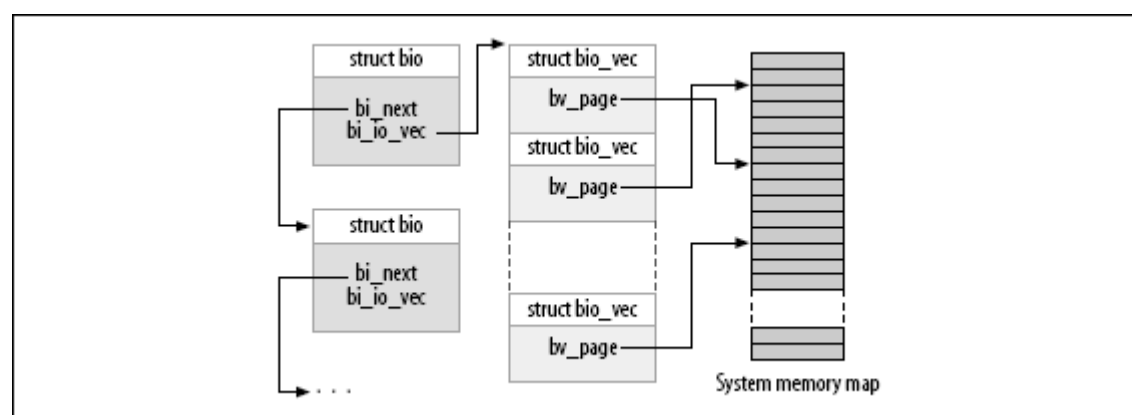 struct bio
bi_next
bi_io_vec
struct bio
bi_next
bi_io_vec
. . .
struct bio_vec
bv_page
struct bio_vec
bv_page
struct bio_vec
bv_page
System memory map